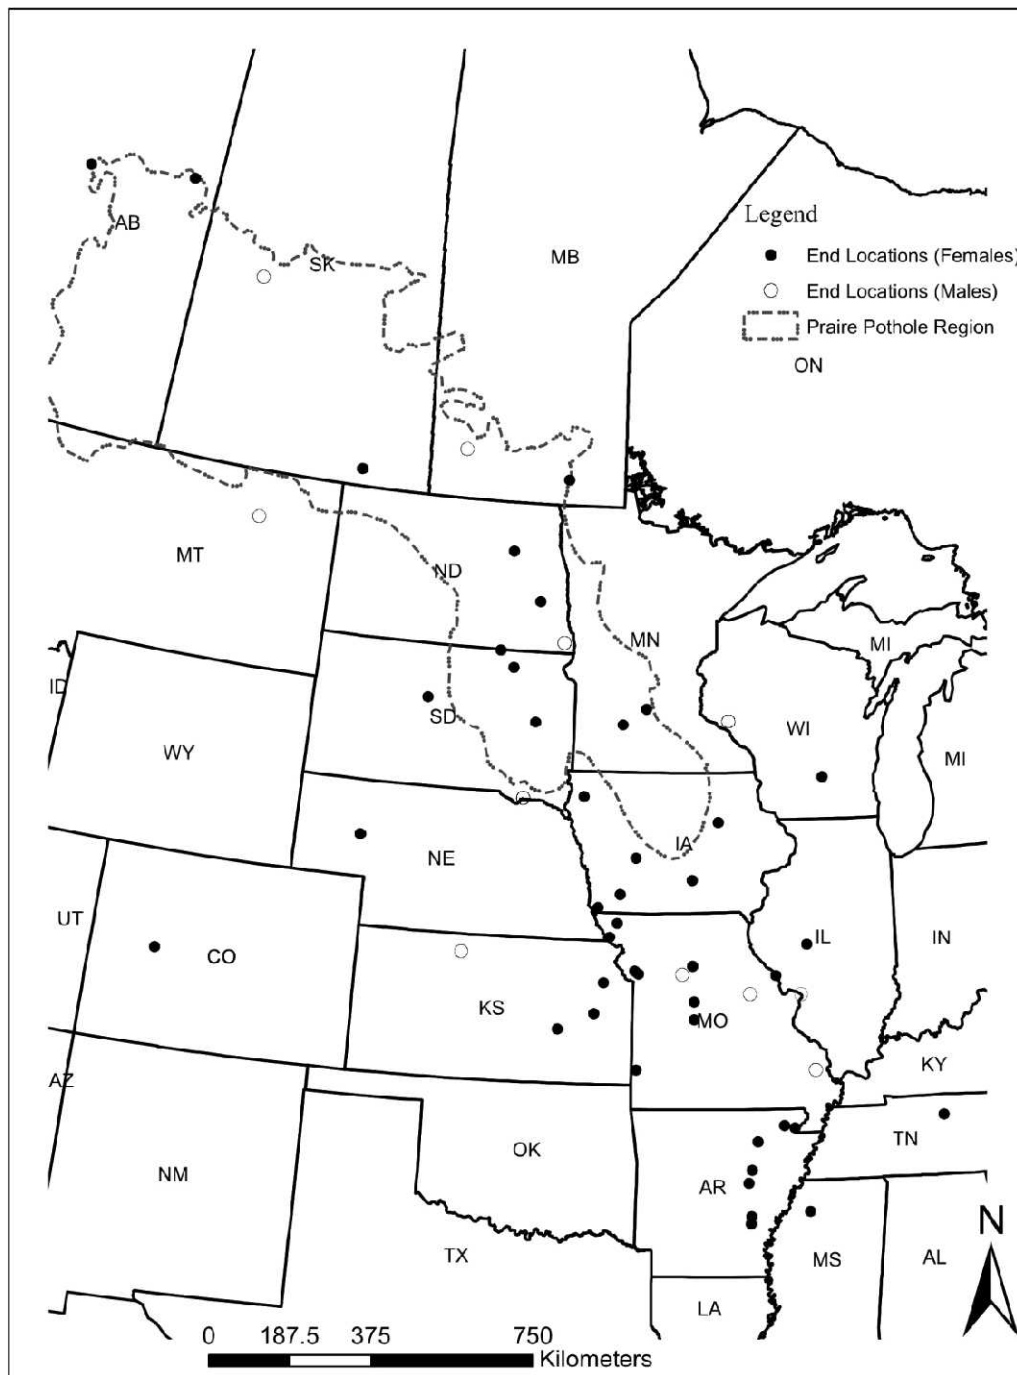 AB
SK
MB
Legend
End Locations (Females)
End Locations (Males)
Praire Pothole Region
ON
MT
ND
MN
MI
ID
SD
WI
WY
MI
NE
IA
UT
CO
IL
IN
KS
MO
AZ
KY
OK
TN
NM
AR
TX
MS
AL
LA
N
0 187.5 375 750
Kilometers